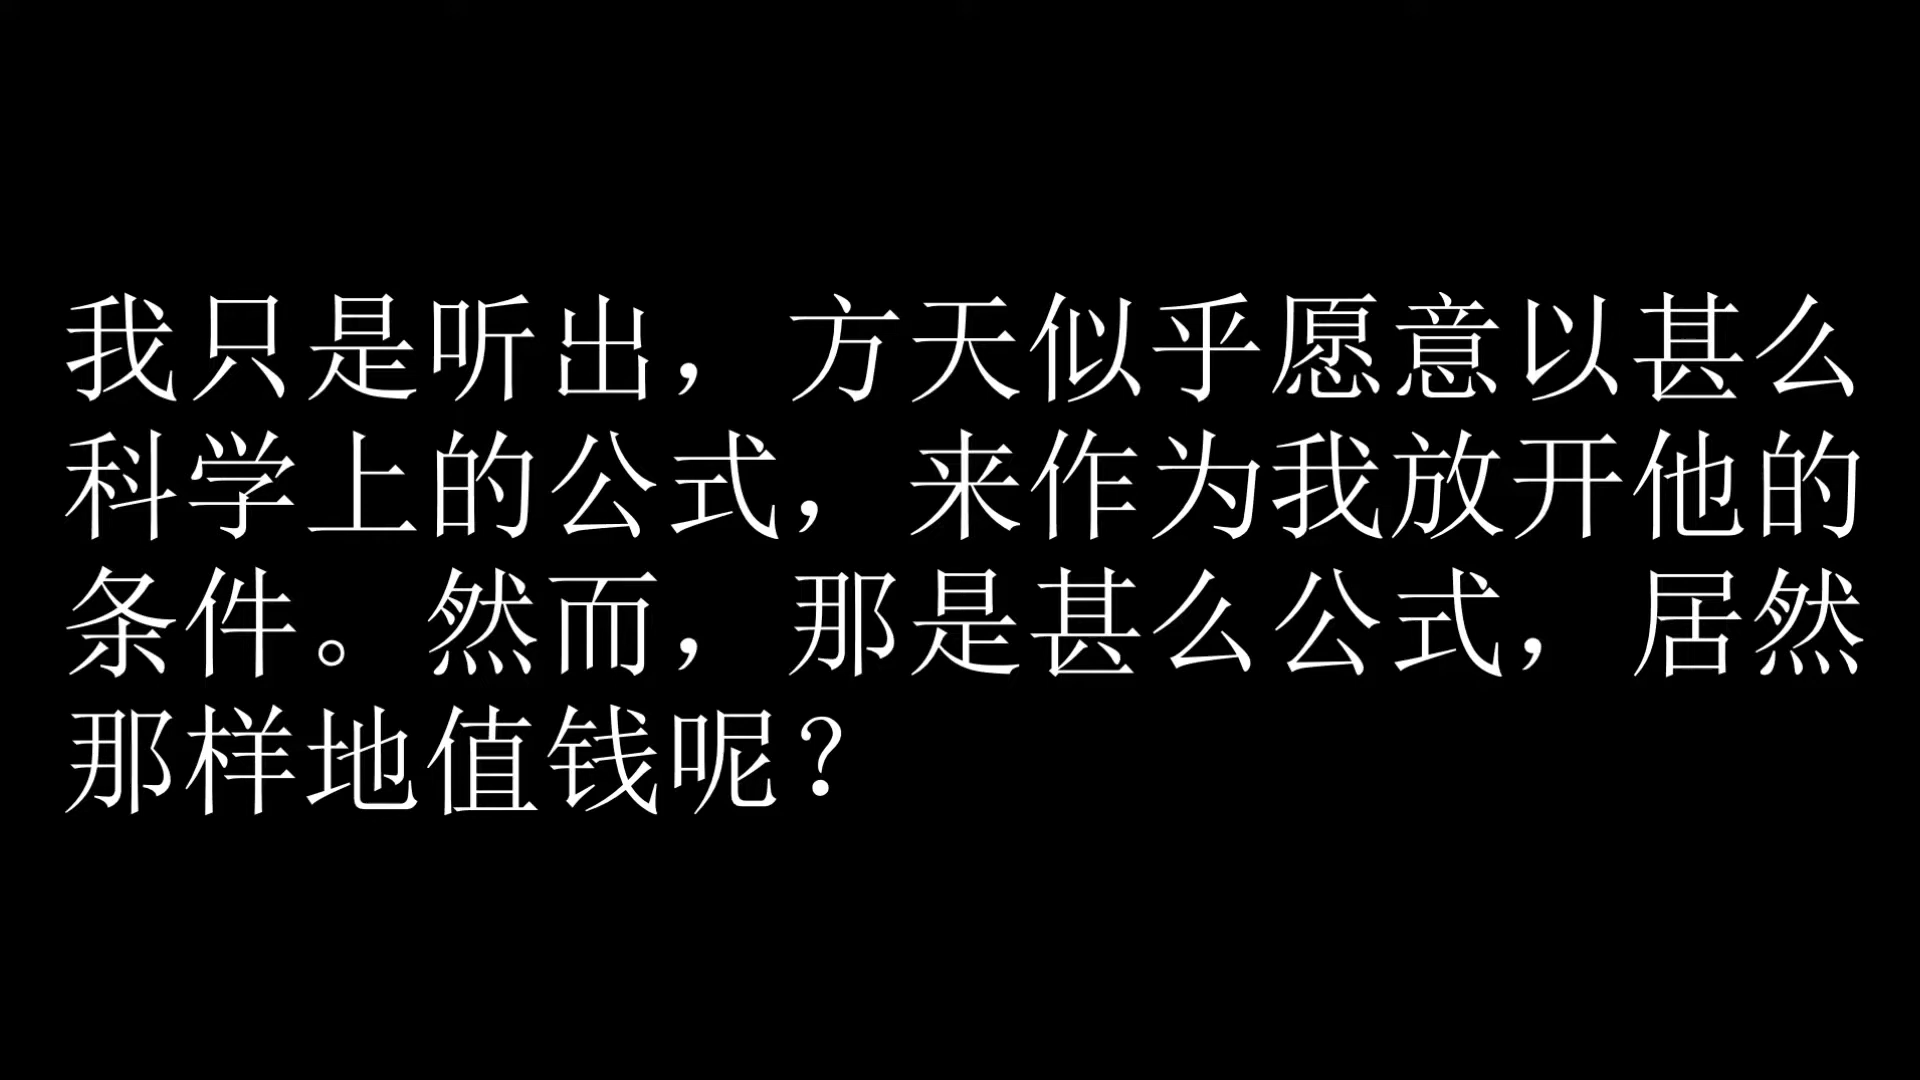 我只是听出，方天似乎愿意以甚么
科学上的公式，来作为我放开他的
条件。然而，那是甚么公式，居然
那样地值钱呢？